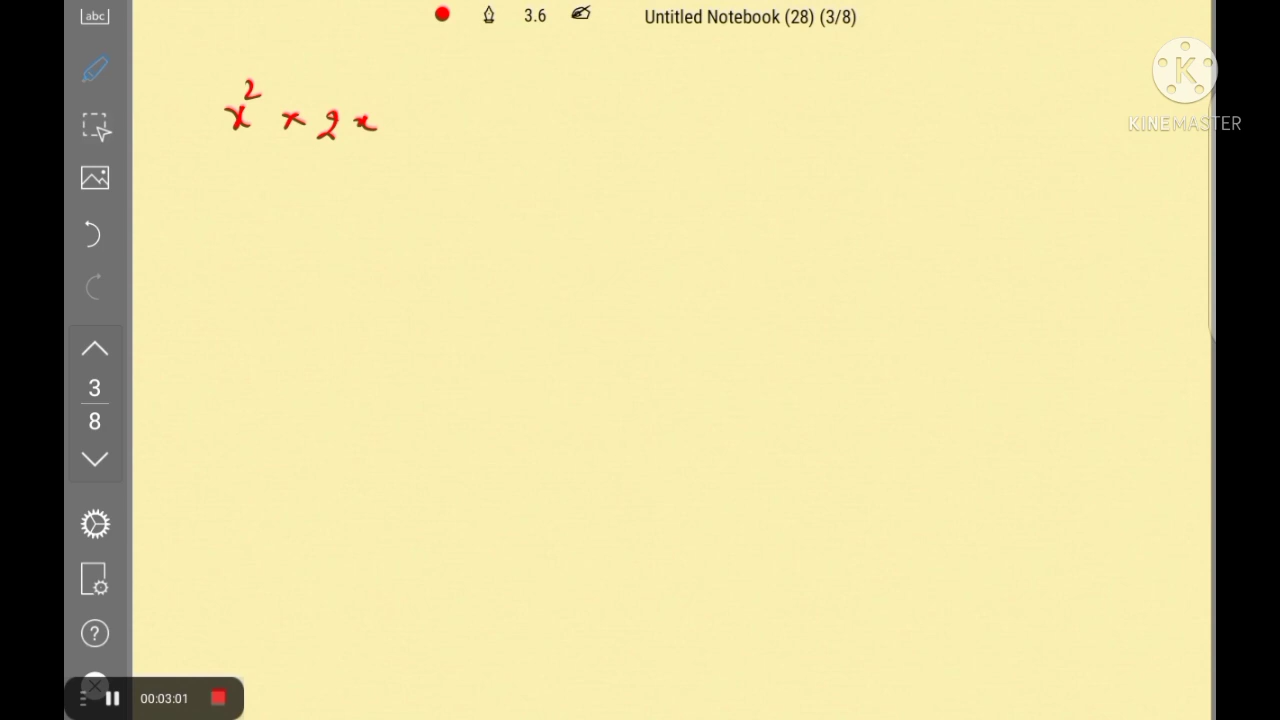 abc
3.6 Untitled Notebook (28) (3/8)
K
KINEMASTER
x² × 2x
3
8
?
00:03:01